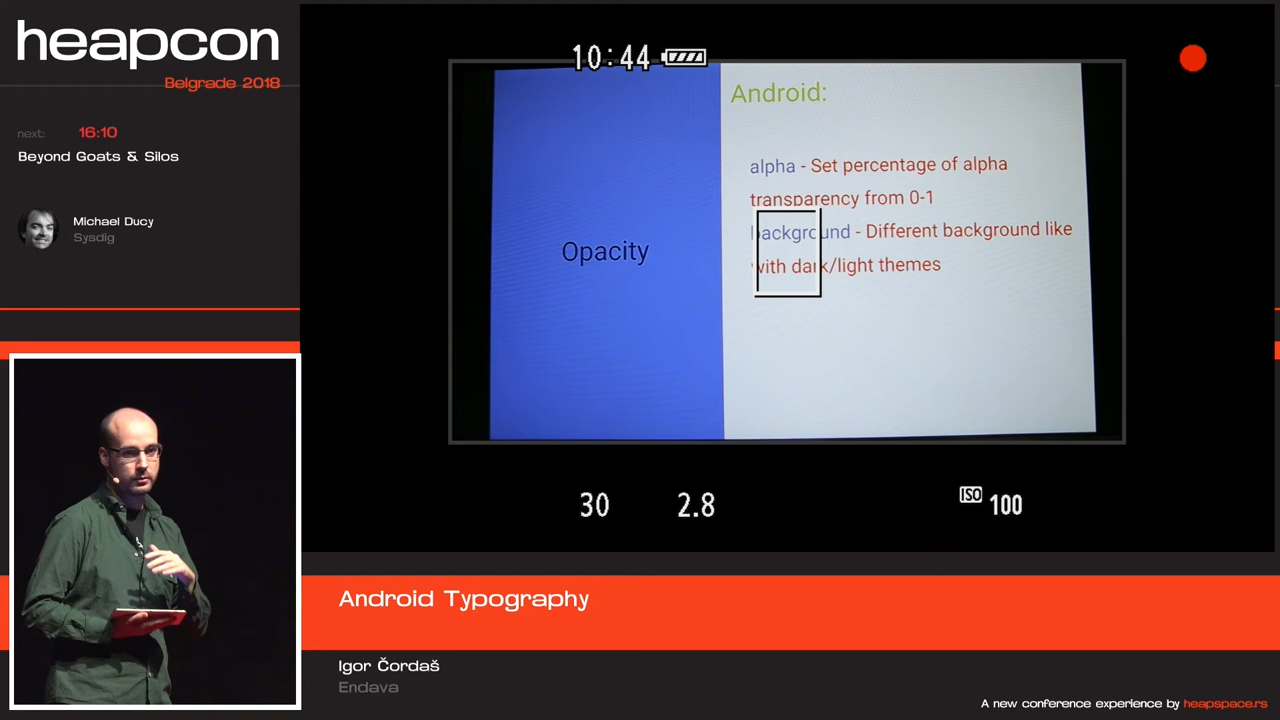 heapcon
Belgrade 2018
next: 16:10
Beyond Goats & Silos
Michael Ducy
Sysdig
10:44
Android:
alpha - Set percentage of alpha
transparency from 0-1
background - Different background like
with dark/light themes
Opacity
30 2.8 ISO 100
Android Typography
Igor Čordaš
Endava
A new conference experience by heapspace.rs